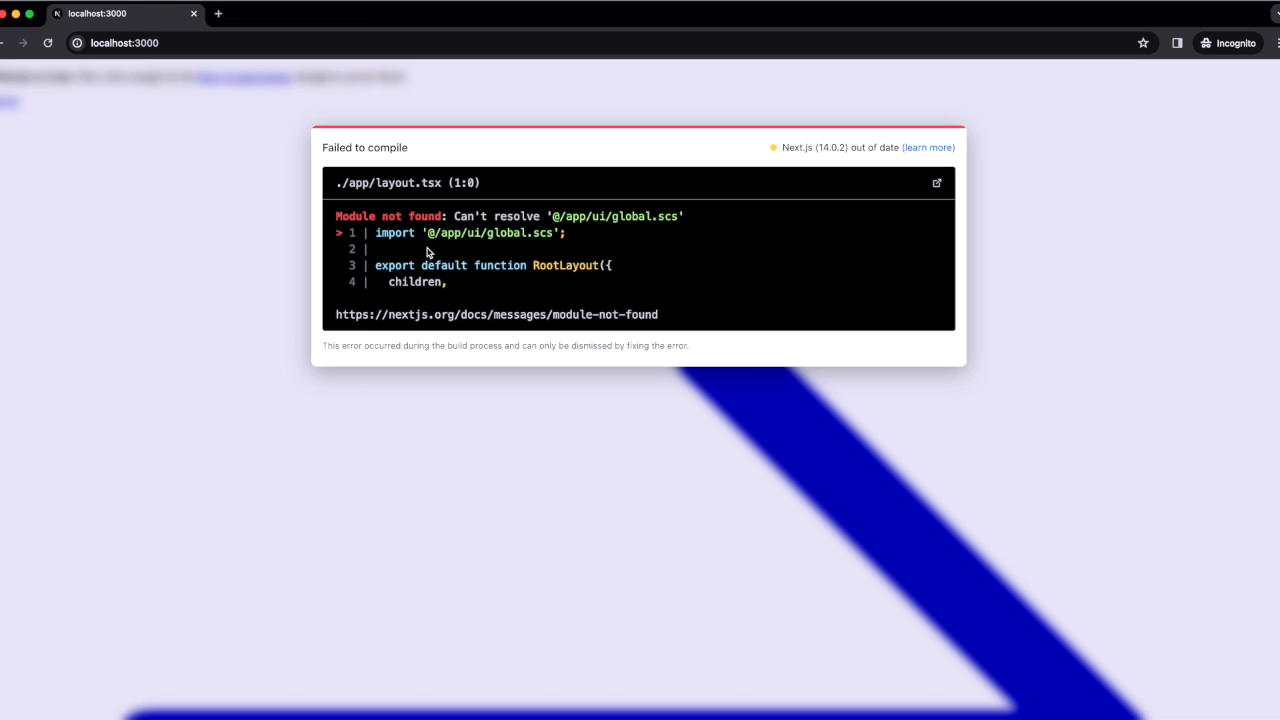 localhost:3000
localhost:3000
Incognito
Failed to compile
Next.js (14.0.2) out of date (learn more)
./app/layout.tsx (1:0)
Module not found: Can't resolve '@/app/ui/global.scs'
> 1 | import '@/app/ui/global.scs';
2 |
3 | export default function RootLayout({
4 | children,
https://nextjs.org/docs/messages/module-not-found
This error occurred during the build process and can only be dismissed by fixing the error.